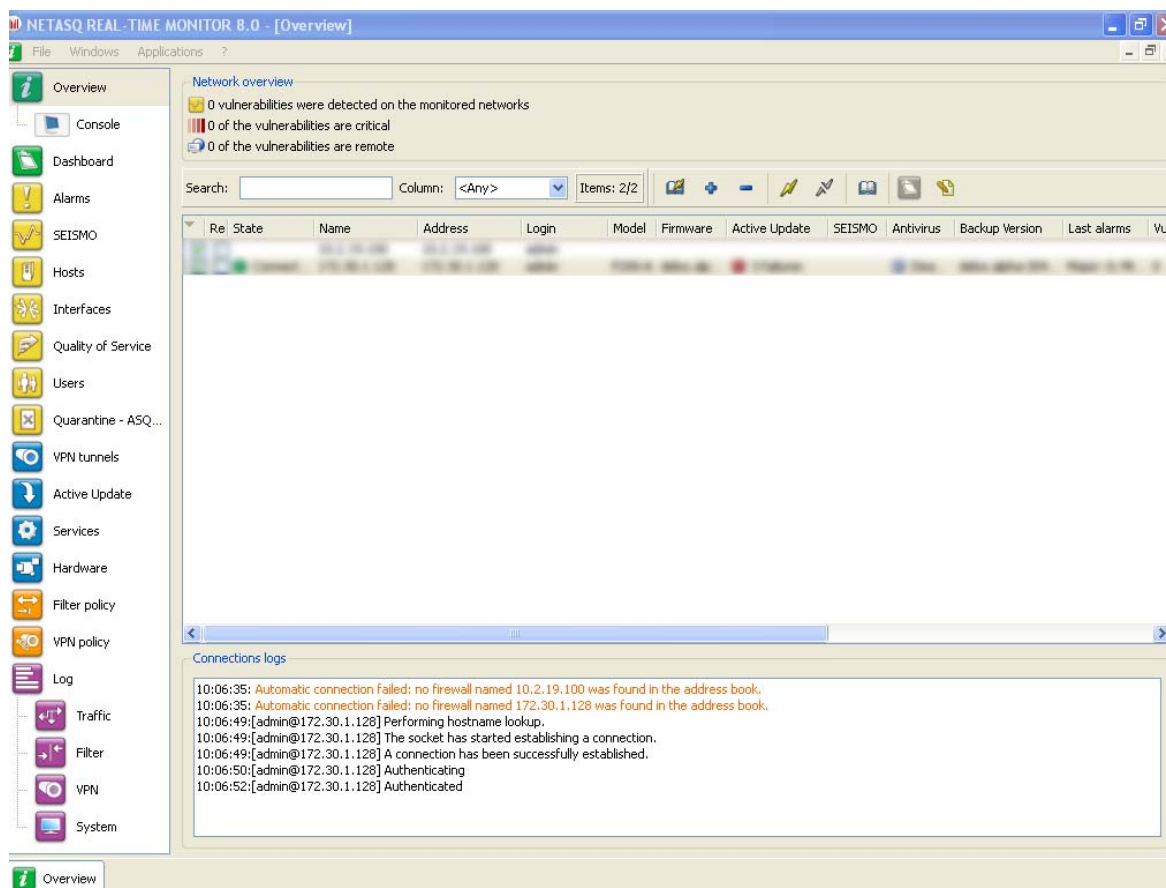 NETASQ REAL-TIME MONITOR 8.0 - [Overview]
File Windows Applications ?
Overview
Console
Dashboard
Alarms
SEISMO
Hosts
Interfaces
Quality of Service
Users
Quarantine - ASQ...
VPN tunnels
Active Update
Services
Hardware
Filter policy
VPN policy
Log
Traffic
Filter
VPN
System
Network overview
0 vulnerabilities were detected on the monitored networks
0 of the vulnerabilities are critical
0 of the vulnerabilities are remote
Search: Column: <Any> Items: 2/2
Re State Name Address Login Model Firmware Active Update SEISMO Antivirus Backup Version Last alarms Vu
Connections logs
10:06:35: Automatic connection failed: no firewall named 10.2.19.100 was found in the address book.
10:06:35: Automatic connection failed: no firewall named 172.30.1.128 was found in the address book.
10:06:49:[admin@172.30.1.128] Performing hostname lookup.
10:06:49:[admin@172.30.1.128] The socket has started establishing a connection.
10:06:49:[admin@172.30.1.128] A connection has been successfully established.
10:06:50:[admin@172.30.1.128] Authenticating
10:06:52:[admin@172.30.1.128] Authenticated
Overview